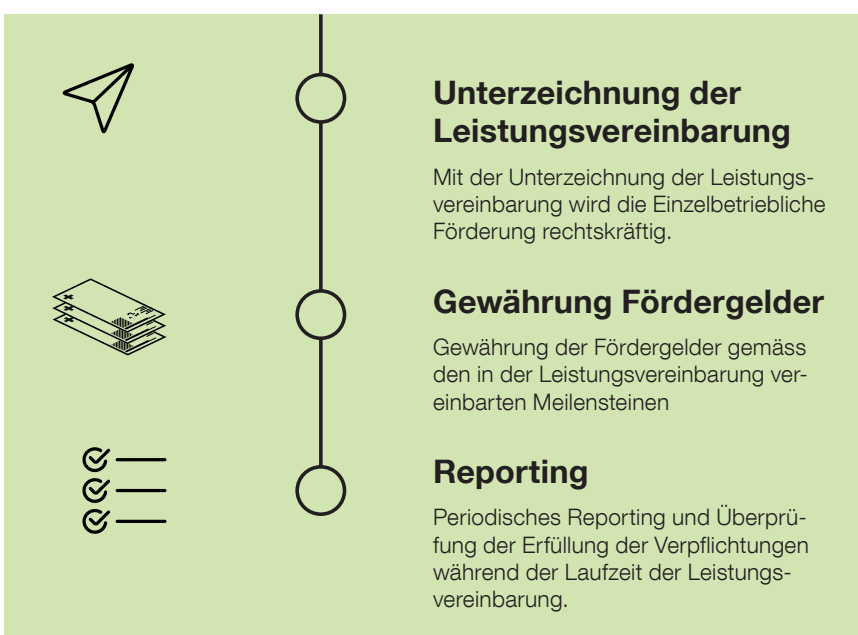 Unterzeichnung der
Leistungsvereinbarung
Mit der Unterzeichnung der Leistungs-
vereinbarung wird die Einzelbetriebliche
Förderung rechtskräftig.
Gewährung Fördergelder
Gewährung der Fördergelder gemäss
den in der Leistungsvereinbarung ver-
einbarten Meilensteinen
Reporting
Periodisches Reporting und Überprü-
fung der Erfüllung der Verpflichtungen
während der Laufzeit der Leistungs-
vereinbarung.